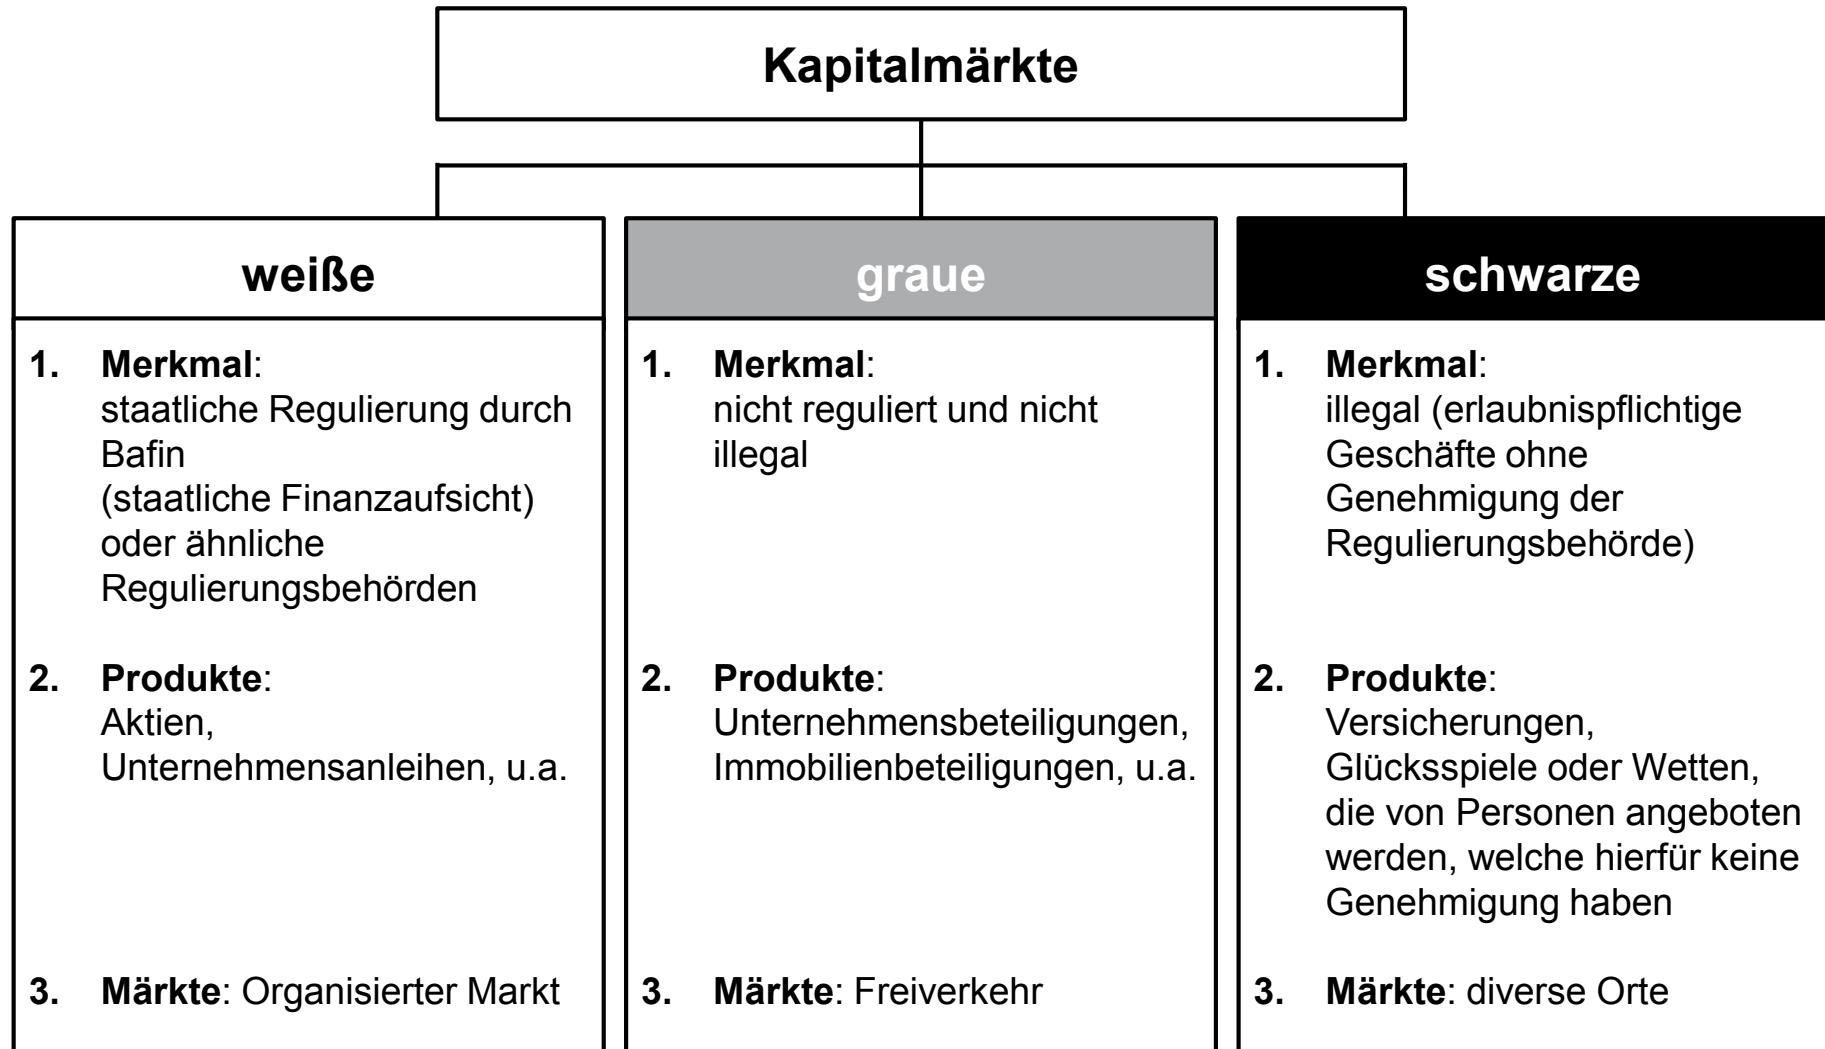 Kapitalmärkte
weiße
1. Merkmal:
staatliche Regulierung durch
Bafin
(staatliche Finanzaufsicht)
oder ähnliche
Regulierungsbehörden
2. Produkte:
Aktien,
Unternehmensanleihen, u.a.
3. Märkte: Organisierter Markt
graue
1. Merkmal:
nicht reguliert und nicht
illegal
2. Produkte:
Unternehmensbeteiligungen,
Immobilienbeteiligungen, u.a.
3. Märkte: Freiverkehr
schwarze
1. Merkmal:
illegal (erlaubnispflichtige
Geschäfte ohne
Genehmigung der
Regulierungsbehörde)
2. Produkte:
Versicherungen,
Glücksspiele oder Wetten,
die von Personen angeboten
werden, welche hierfür keine
Genehmigung haben
3. Märkte: diverse Orte